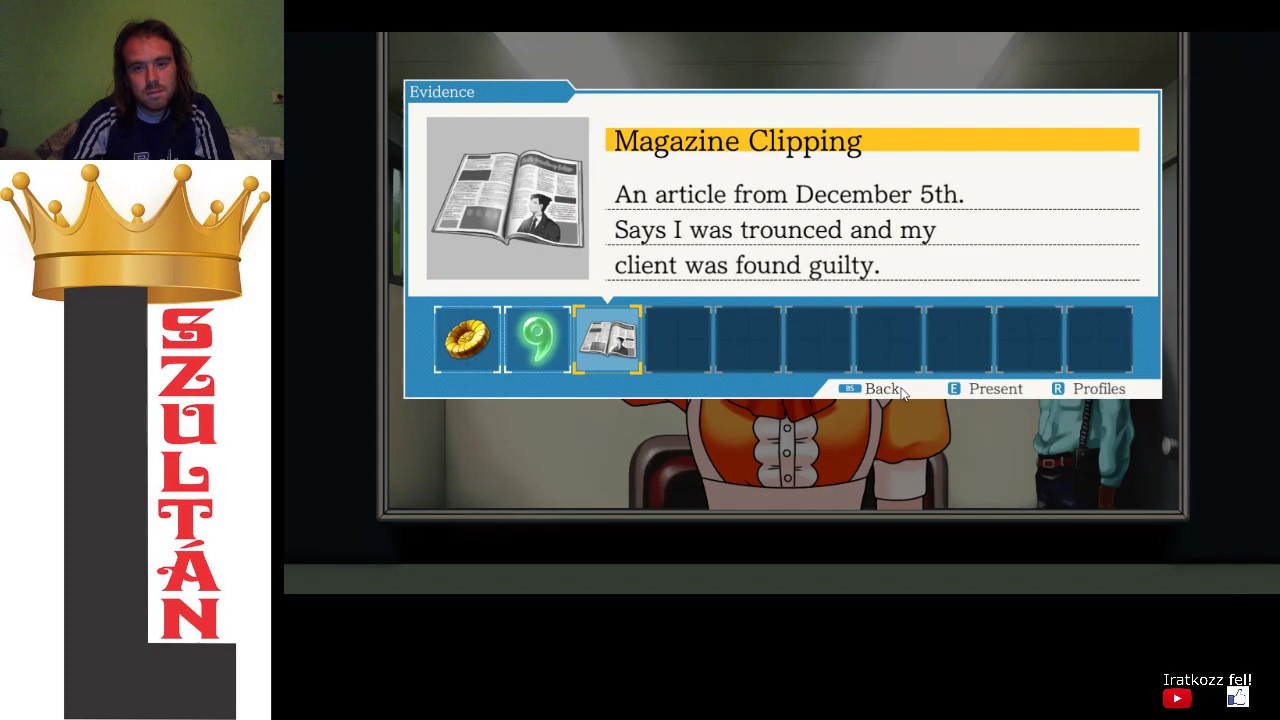 Evidence
Magazine Clipping
An article from December 5th.
Says I was trounced and my
client was found guilty.
BS Back
E Present
R Profiles
L
SZULTÁN
Iratkozz fel!